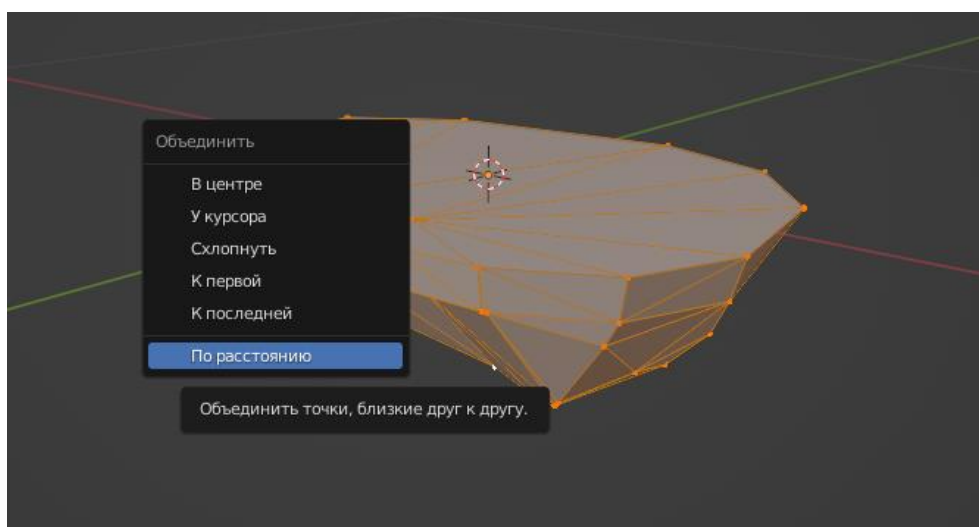 Объединить
В центре
У курсора
Схлопнуть
К первой
К последней
По расстоянию
Объединить точки, близкие друг к другу.